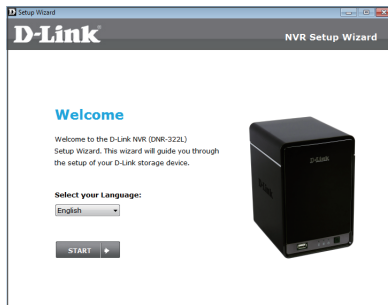 Setup Wizard
D-Link
NVR Setup Wizard
Welcome
Welcome to the D-Link NVR (DNR-322L)
Setup Wizard. This wizard will guide you through
the setup of your D-Link storage device.
Select your Language:
English
START
D-Link
D-Link